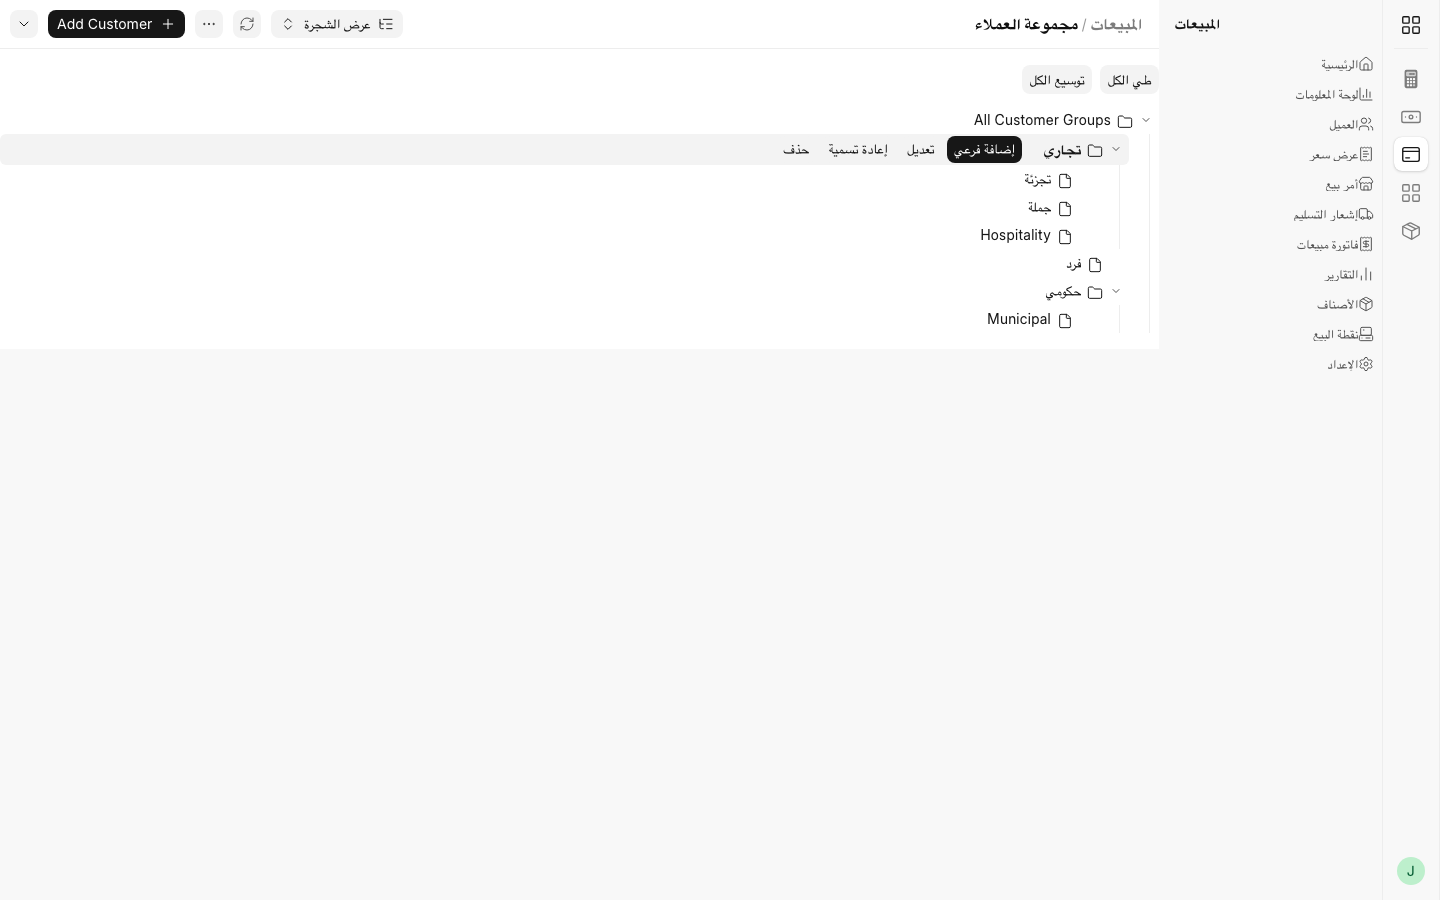 المبيعات
المبيعات / مجموعة العملاء
عرض الشجرة
Add Customer
الرئيسية
لوحة المعلومات
العميل
عرض سعر
أمر بيع
إشعار التسليم
فاتورة مبيعات
التقارير
الأصناف
نقطة البيع
الإعداد
طي الكل
توسيع الكل
All Customer Groups
تجاري
إضافة فرعي
تعديل
إعادة تسمية
حذف
تجزئة
جملة
Hospitality
فرد
حكومي
Municipal
J